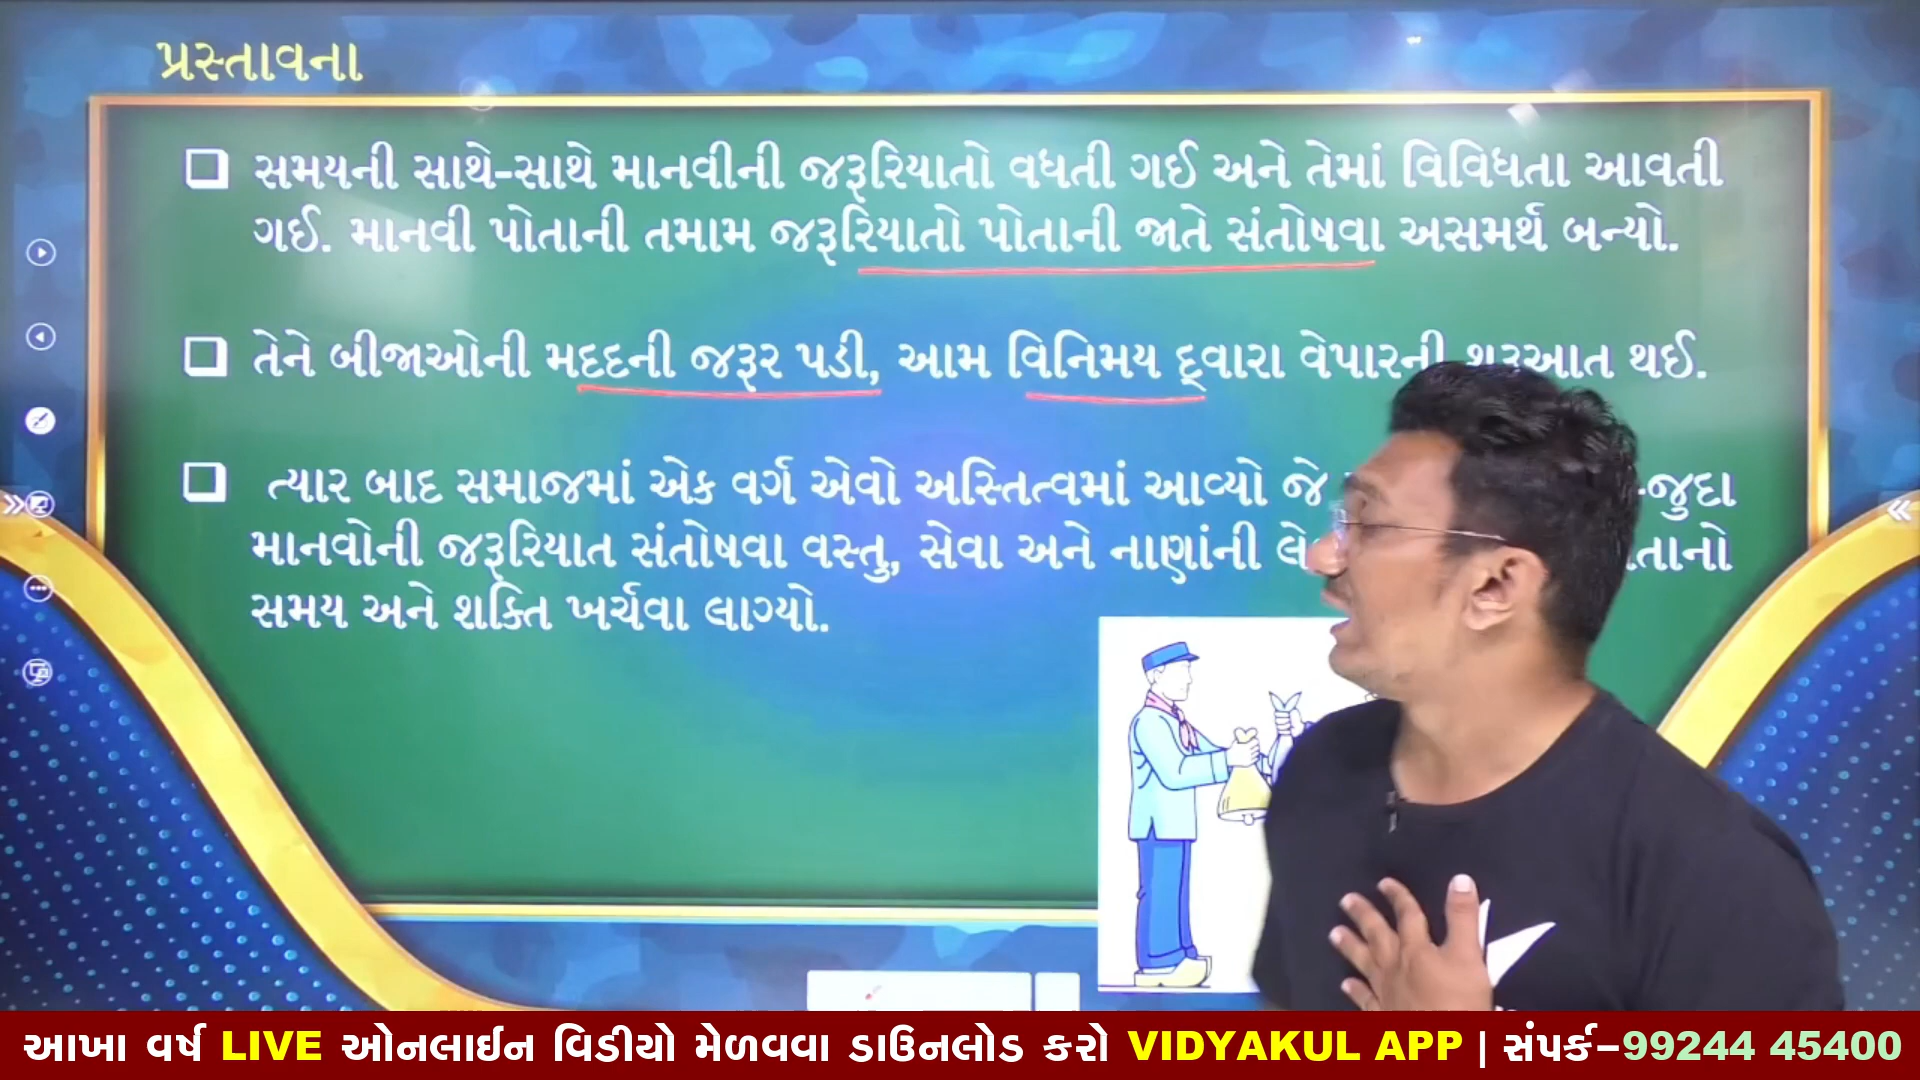 પ્રસ્તાવના
સમયની સાથે-સાથે માનવીની જરૂરિયાતો વધતી ગઈ અને તેમાં વિવિધતા આવતી
ગઈ. માનવી પોતાની તમામ જરૂરિયાતો પોતાની જાતે સંતોષવા અસમર્થ બન્યો.
તેને બીજાઓની મદદની જરૂર પડી, આમ વિનિમય દ્વારા વેપારની શરૂઆત થઈ.
ત્યાર બાદ સમાજમાં એક વર્ગ એવો અસ્તિત્વમાં આવ્યો જે -જુદા
માનવોની જરૂરિયાત સંતોષવા વસ્તુ, સેવા અને નાણાંની
સમય અને શક્તિ ખર્ચવા લાગ્યો.
આખા વર્ષ LIVE ઓનલાઈન વિડીયો મેળવવા ડાઉનલોડ કરો VIDYAKUL APP | સંપર્ક-99244 45400